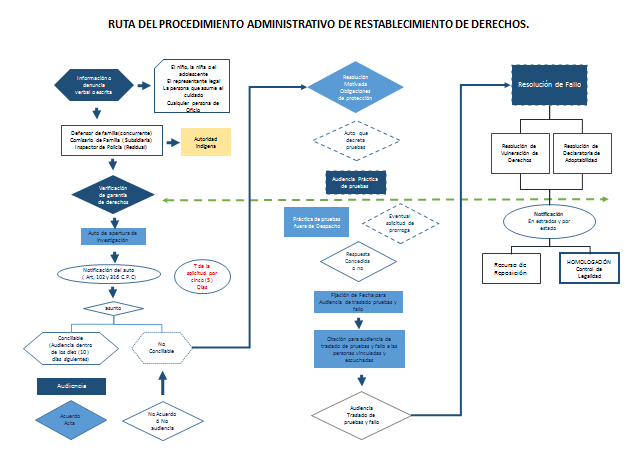 RUTA DEL PROCEDIMIENTO ADMINISTRATIVO DE RESTABLECIMIENTO DE DERECHOS.
Información o
denuncia
verbal o escrita
El niño, la niña o el
adolescente
El representante legal
La persona que asume el
cuidado
Cualquier persona de
Oficio
Defensor de familia(concurrente)
Comisario de Familia ( Subsidiaria)
Inspector de Policía (Residual)
Autoridad
Indígena
Verificación
de garantía
de derechos
Auto de apertura de
Investigación
Notificación del auto
( Art, 102 y 316 C.P.C)
T de la
solicitud por
cinco (5)
Días
asunto
Conciliable
(Audiencia dentro
de los dies (10)
días siguientes)
No
Conciliable
Audiencia
Acuerdo
Acta
No Acuerdo
ó No
audiencia
Resolución
Motivada
Obligaciones
de protección
Auto que
decreta
pruebas
Audiencia Práctica
de pruebas
Práctica de pruebas
fuera de Despacho
Eventual
solicitud de
prorroga
Respuesta
Concedida
o no
Fijación de Fecha para
Audiencia de traslado pruebas y
fallo
Citación para audiencia de
traslado de pruebas y fallo a las
personas vinculadas y
escuchadas
Audiencia
Traslado de
pruebas y fallo
Resolución de Fallo
Resolución de
Vulneración de
Derechos
Resolución de
Declaratoria de
Adoptabilidad
Notificación
En estrados y por
estado
Recurso de
Reposición
HOMOLOGACIÓN
Control de
Legalidad